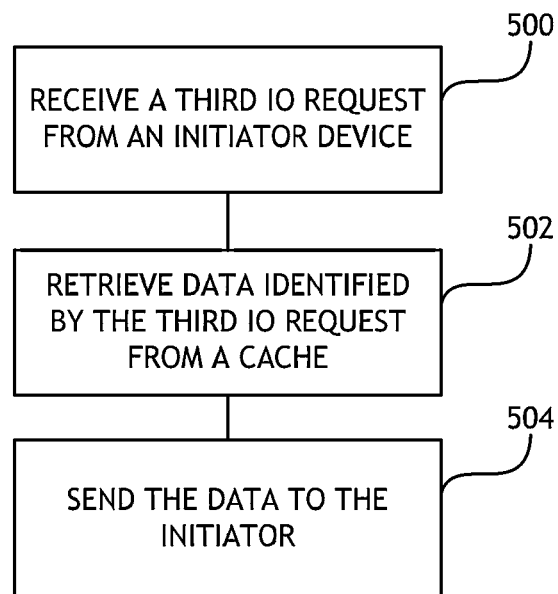 500
RECEIVE A THIRD IO REQUEST
FROM AN INITIATOR DEVICE
502
RETRIEVE DATA IDENTIFIED
BY THE THIRD IO REQUEST
FROM A CACHE
504
SEND THE DATA TO THE
INITIATOR